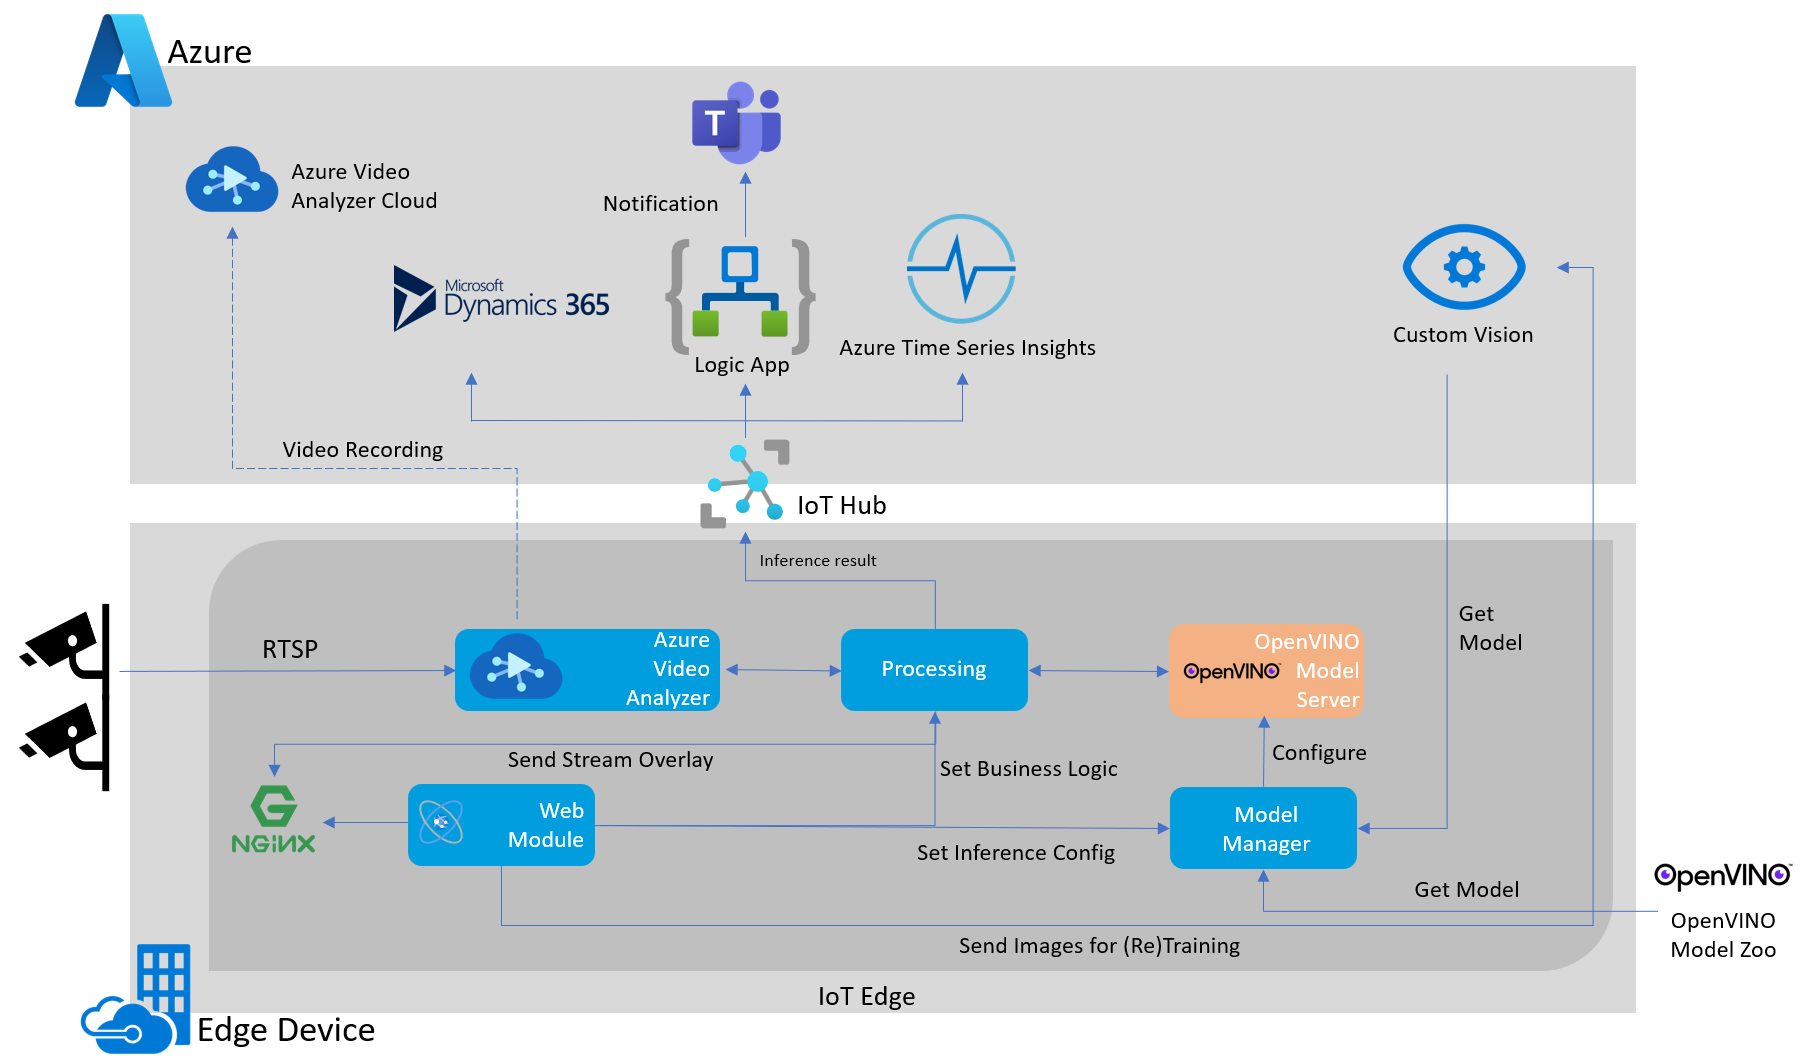 Azure
T
Azure Video
Analyzer Cloud
Notification
Microsoft
Dynamics 365
Logic App
Azure Time Series Insights
Custom Vision
Video Recording
IoT Hub
Inference result
RTSP
Azure
Video
Analyzer
Processing
OpenVINO
OpenVINO
Model
Server
Get
Model
Send Stream Overlay
Configure
Set Business Logic
NGINX
Web
Module
Model
Manager
Set Inference Config
Get Model
OpenVINO
OpenVINO
Model Zoo
Send Images for (Re)Training
IoT Edge
Edge Device